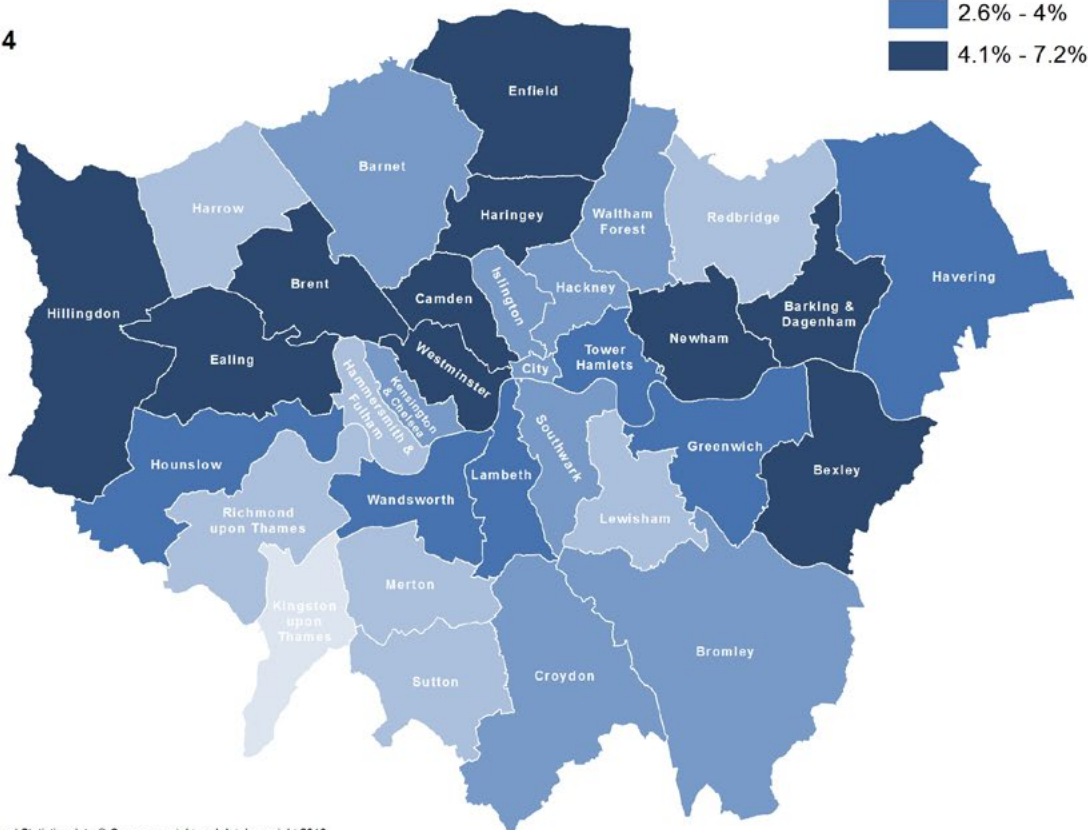 2.6% - 4%
4
4.1% - 7.2%
Enfield
Barnet
Harrow
Haringey
Waltham
Forest
Redbridge
Havering
Hillingdon
Brent
Camden
Islington
Hackney
Barking &
Dagenham
Newham
Ealing
Westminster
City
Tower
Hamlets
Kensington
& Chelsea
Hammersmith &
Fulham
Hounslow
Wandsworth
Lambeth
Southwark
Greenwich
Bexley
Richmond
upon Thames
Lewisham
Merton
Kingston
upon
Thames
Sutton
Croydon
Bromley